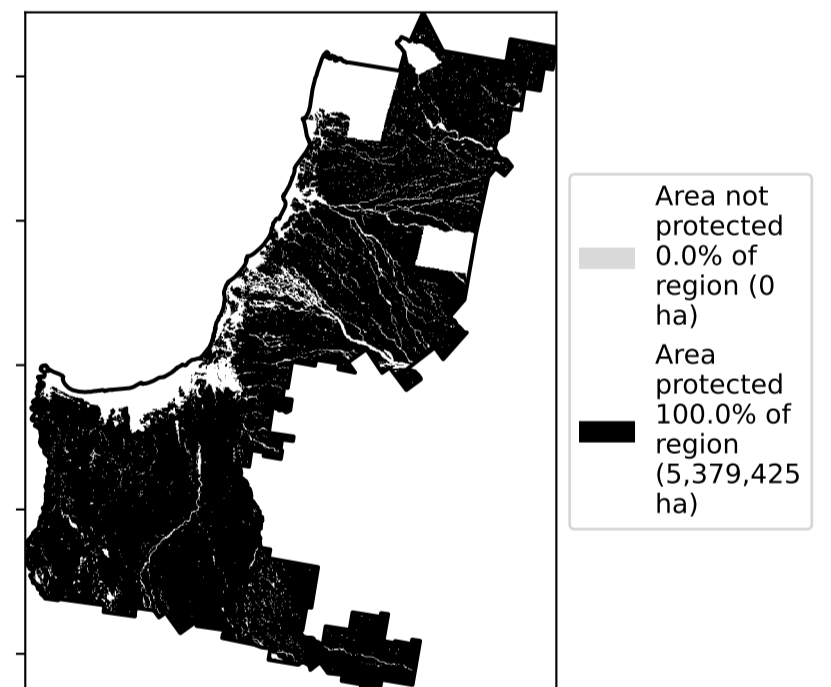 Area not
protected
0.0% of
region (0
ha)
Area
protected
100.0% of
region
(5,379,425
ha)